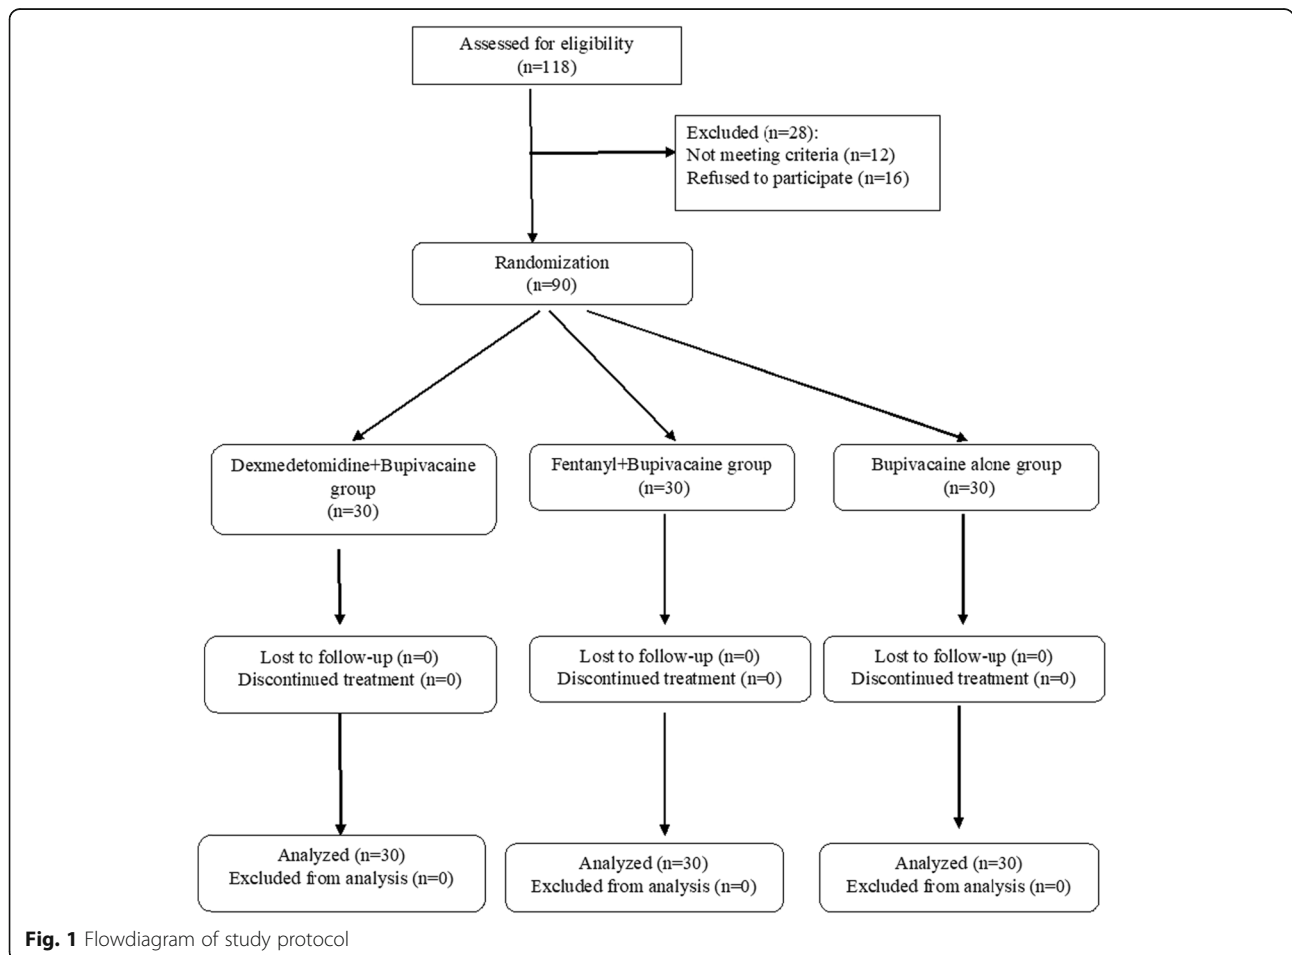 Assessed for eligibility
(n=118)
Excluded (n=28):
Not meeting criteria (n=12)
Refused to participate (n=16)
Randomization
(n=90)
Dexmedetomidine+Bupivacaine
group
(n=30)
Fentanyl+Bupivacaine group
(n=30)
Bupivacaine alone group
(n=30)
Lost to follow-up (n=0)
Discontinued treatment (n=0)
Lost to follow-up (n=0)
Discontinued treatment (n=0)
Lost to follow-up (n=0)
Discontinued treatment (n=0)
Analyzed (n=30)
Excluded from analysis (n=0)
Analyzed (n=30)
Excluded from analysis (n=0)
Analyzed (n=30)
Excluded from analysis (n=0)
Fig. 1 Flowdiagram of study protocol